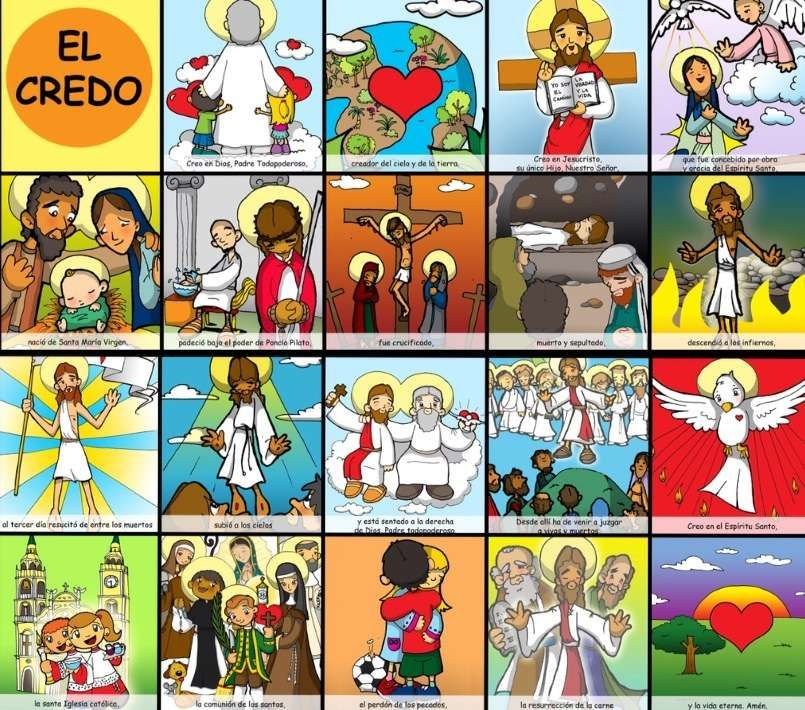 EL
CREDO
Creo en Dios, Padre Todopoderoso,
creador del cielo y de la tierra.
YO SOY
EL
CAMINO
LA
VERDAD
Y LA
VIDA
Creo en Jesucristo,
su único Hijo, Nuestro Señor,
que fue concebido por obra
y gracia del Espíritu Santo,
nació de Santa María Virgen,
padeció bajo el poder de Poncio Pilato,
fue crucificado,
muerto y sepultado,
descendió a los infiernos,
al tercer día resucitó de entre los muertos
subió a los cielos
y está sentado a la derecha
de Dios, Padre todopoderoso
Desde allí ha de venir a juzgar
a vivos y muertos
Creo en el Espíritu Santo,
la santa Iglesia católica,
la comunión de los santos,
el perdón de los pecados,
la resurrección de la carne
y la vida eterna. Amén.